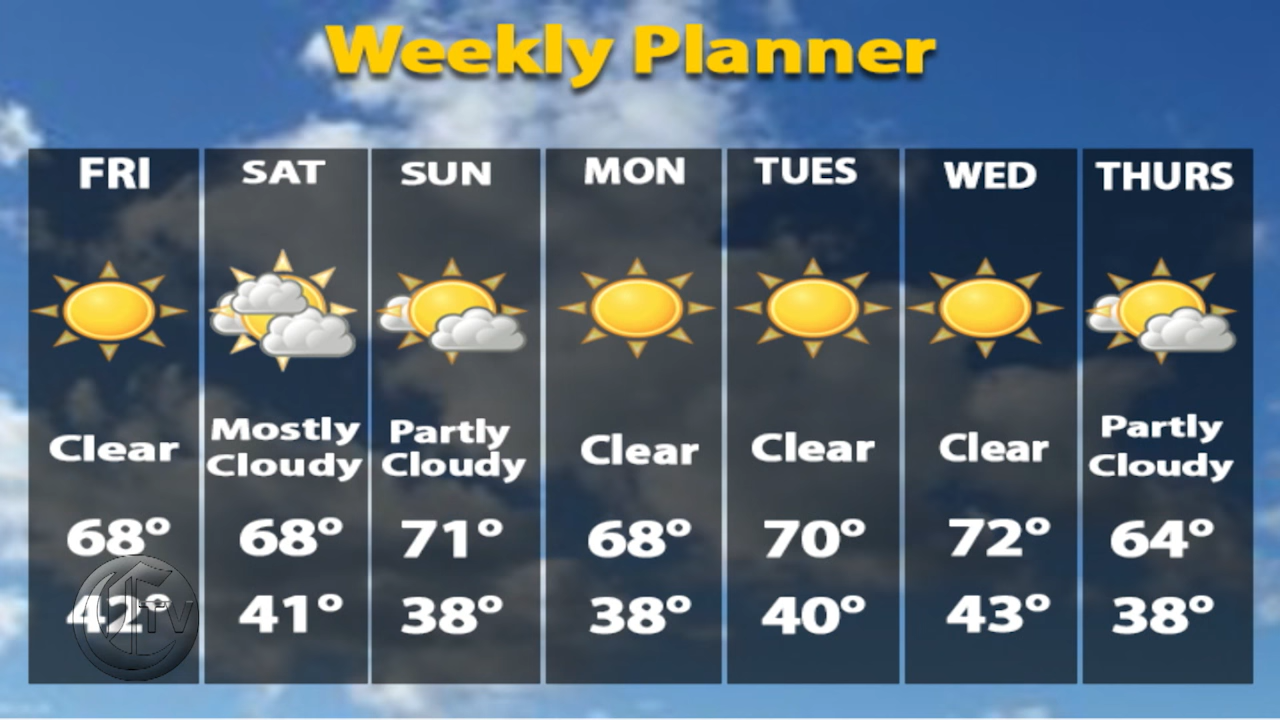 Weekly Planner
FRI
Clear
68°
42°
SAT
Mostly
Cloudy
68°
41°
SUN
Partly
Cloudy
71°
38°
MON
Clear
68°
38°
TUES
Clear
70°
40°
WED
Clear
72°
43°
THURS
Partly
Cloudy
64°
38°
TV